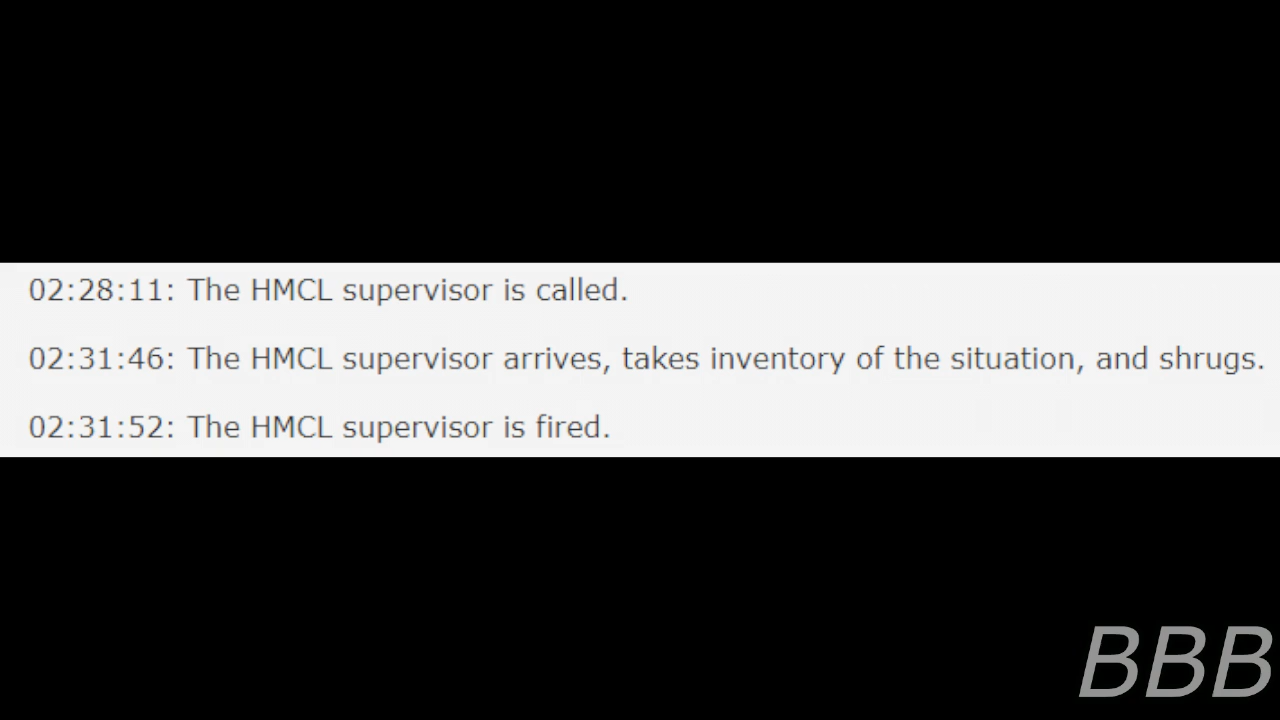 02:28:11: The HMCL supervisor is called.
02:31:46: The HMCL supervisor arrives, takes inventory of the situation, and shrugs.
02:31:52: The HMCL supervisor is fired.
BBB